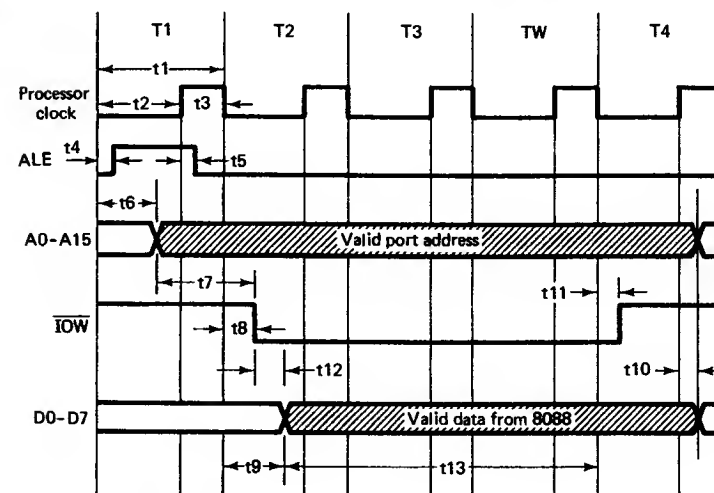 T1 T2 T3 TW T4
t1
Processor
clock
t2 t3
ALE t4 t5
t6
A0-A15 Valid port address
t7 t11
IOW t8
t12 t10
D0-D7 Valid data from 8088
t9 t13